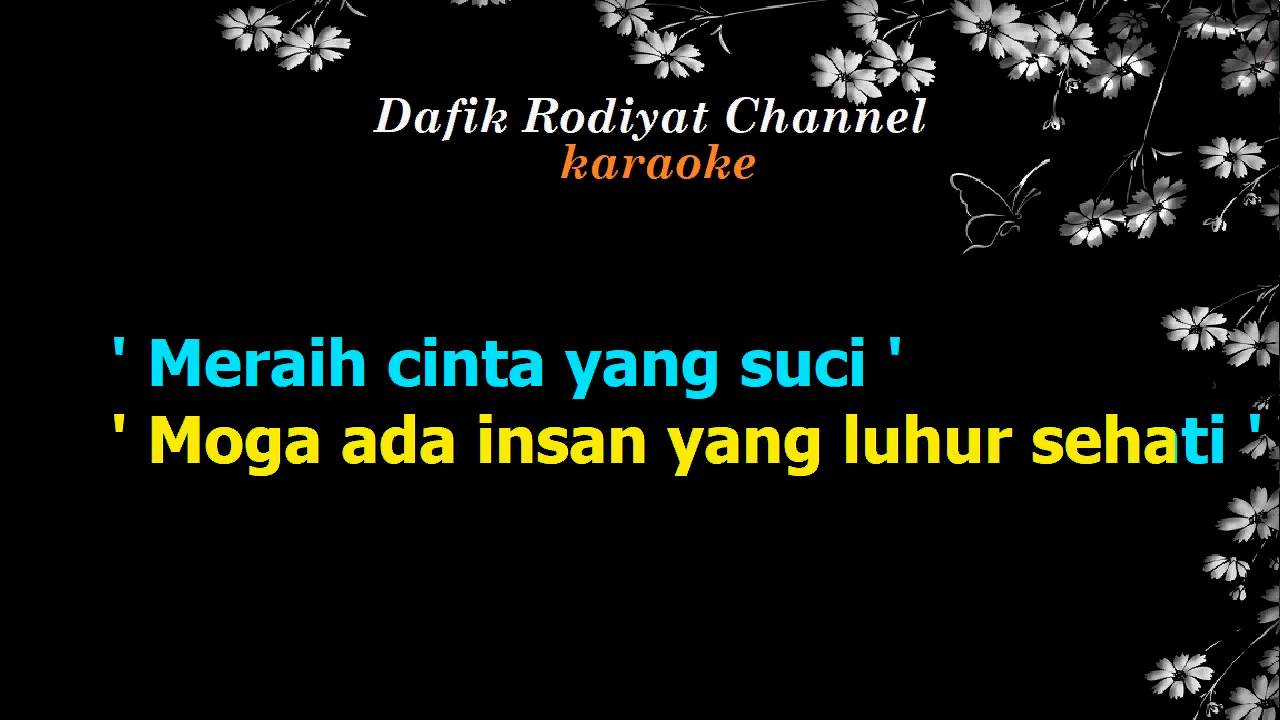 Dafik Rodiyat Channel
karaoke
' Meraih cinta yang suci '
' Moga ada insan yang luhur sehati '